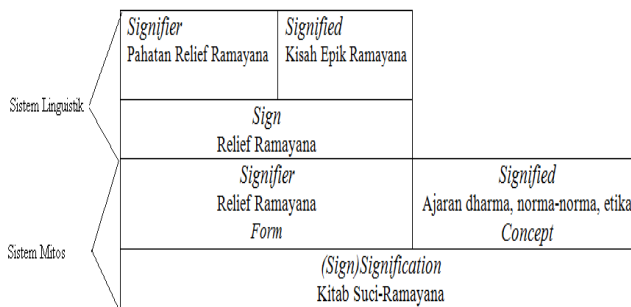 Signifier
Pahatan Relief Ramayana
Signified
Kisah Epik Ramayana
Sistem Linguistik
Sign
Relief Ramayana
Signifier
Relief Ramayana
Form
Signified
Ajaran dharma, norma-norma, etika
Concept
Sistem Mitos
(Sign)Signification
Kitab Suci-Ramayana